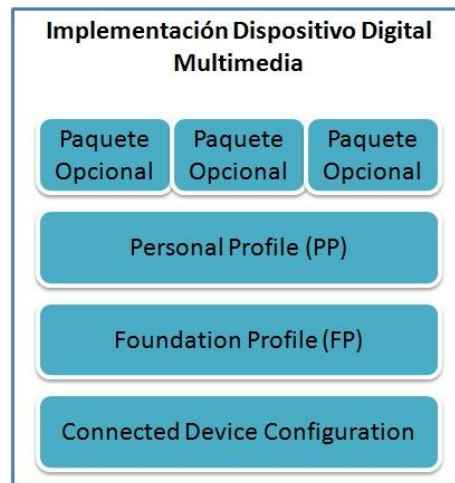 Implementación Dispositivo Digital
Multimedia
Paquete
Opcional
Paquete
Opcional
Paquete
Opcional
Personal Profile (PP)
Foundation Profile (FP)
Connected Device Configuration